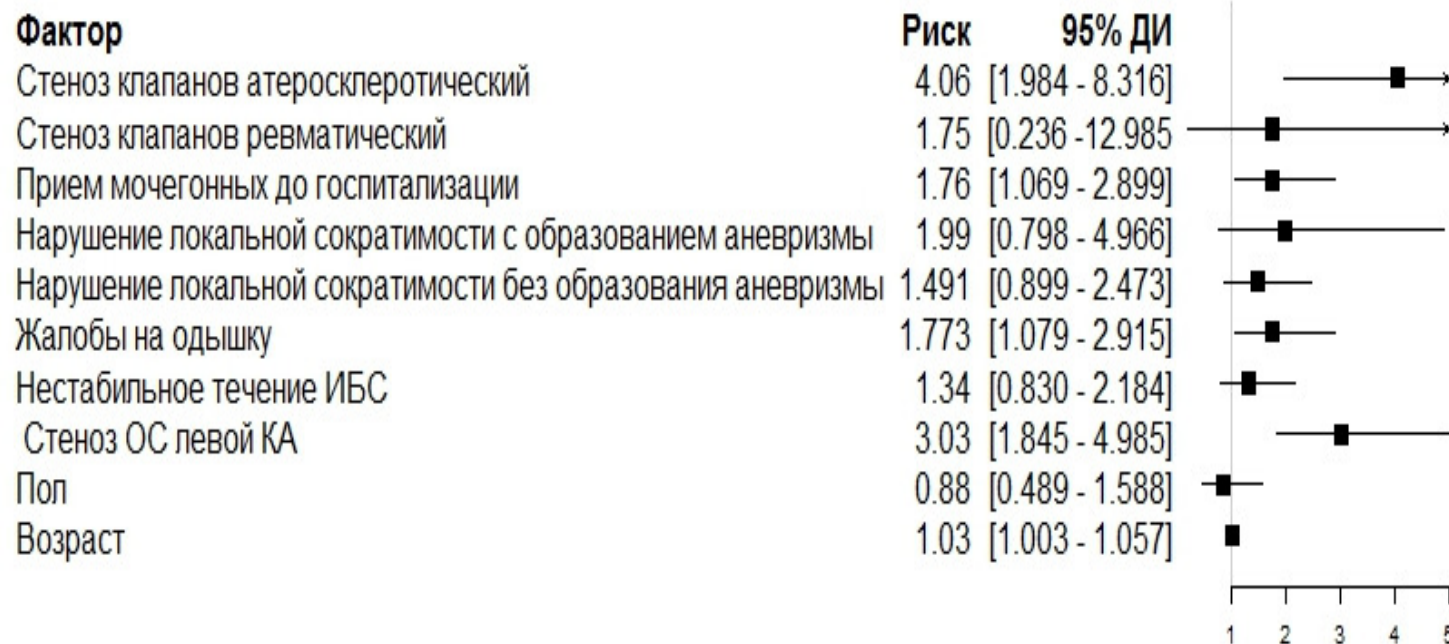 Фактор Риск 95% ДИ
Стеноз клапанов атеросклеротический 4.06 [1.984 - 8.316]
Стеноз клапанов ревматический 1.75 [0.236 -12.985
Прием мочегонных до госпитализации 1.76 [1.069 - 2.899]
Нарушение локальной сократимости с образованием аневризмы 1.99 [0.798 - 4.966]
Нарушение локальной сократимости без образования аневризмы 1.491 [0.899 - 2.473]
Жалобы на одышку 1.773 [1.079 - 2.915]
Нестабильное течение ИБС 1.34 [0.830 - 2.184]
Стеноз ОС левой КА 3.03 [1.845 - 4.985]
Пол 0.88 [0.489 - 1.588]
Возраст 1.03 [1.003 - 1.057]
1 2 3 4 5